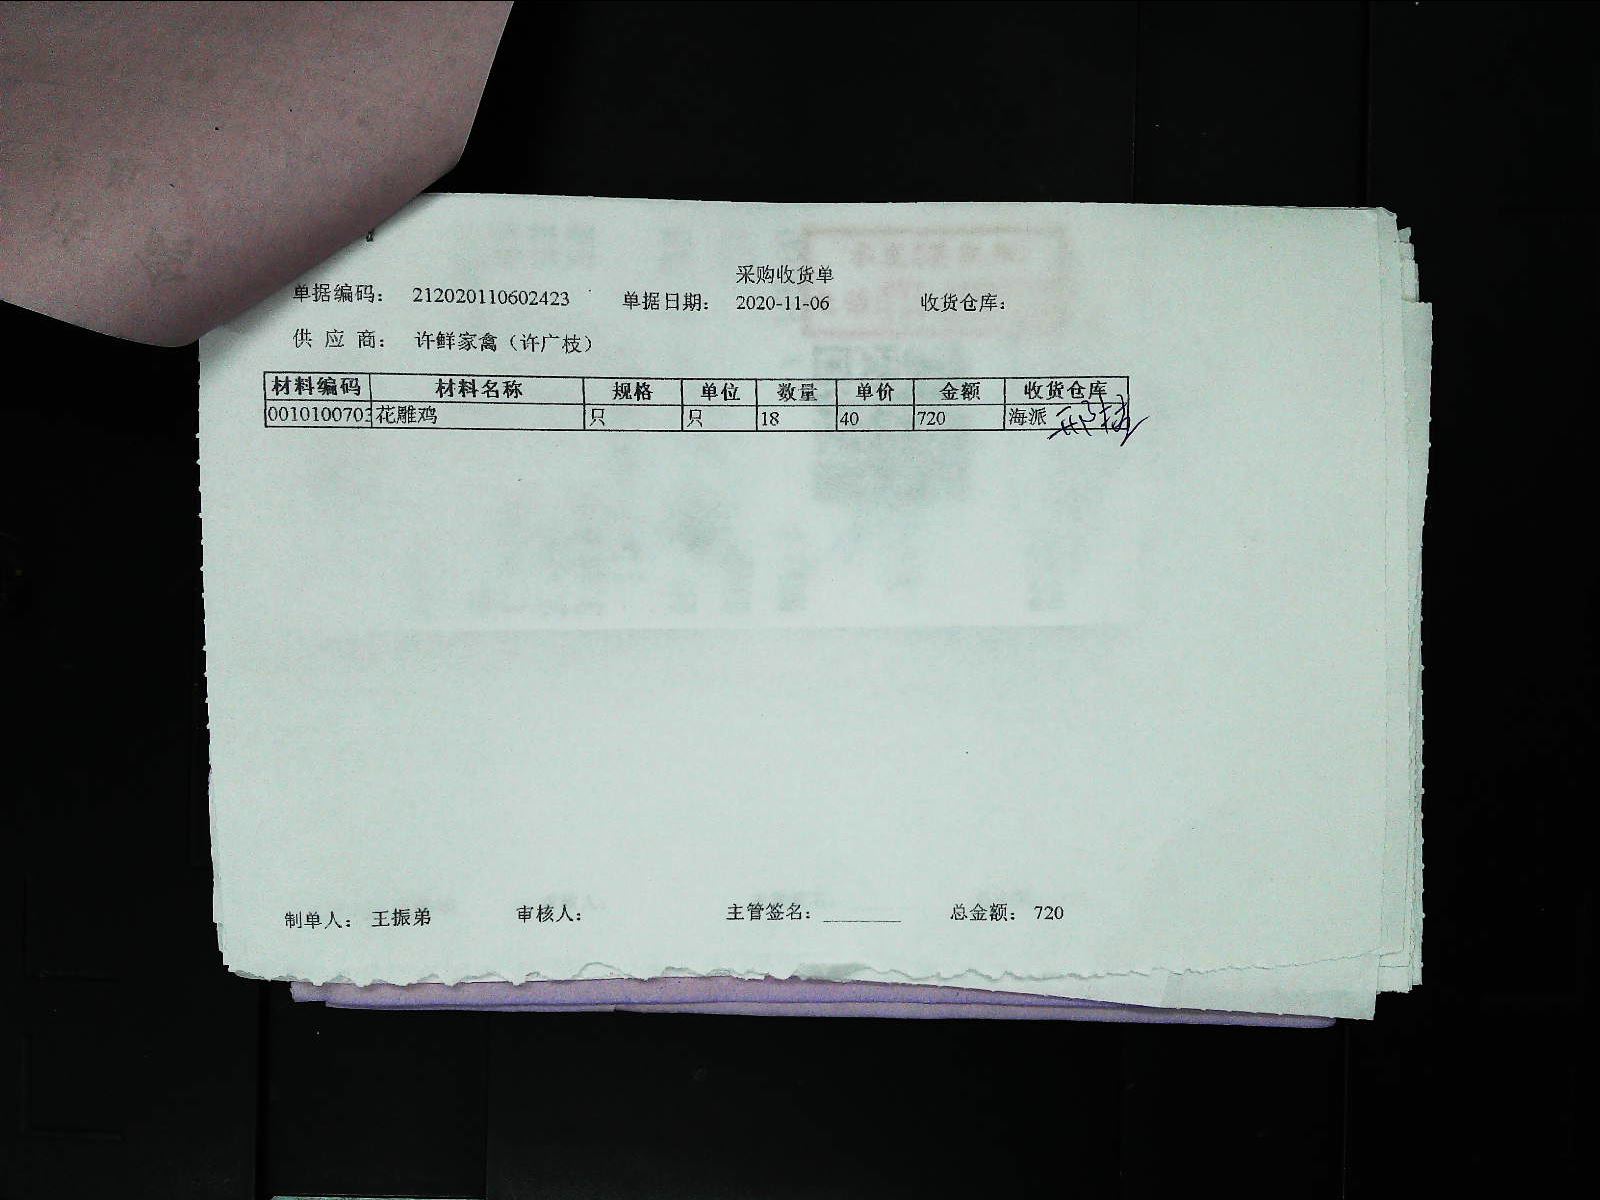 采购收货单
单据编码： 212020110602423 单据日期： 2020-11-06 收货仓库：
供 应 商： 许鲜家禽（许广枝）
材料编码 材料名称 规格 单位 数量 单价 金额 收货仓库
001010070 花雕鸡 只 只 18 40 720 海派
制单人： 王振弟 审核人： 主管签名： 总金额： 720